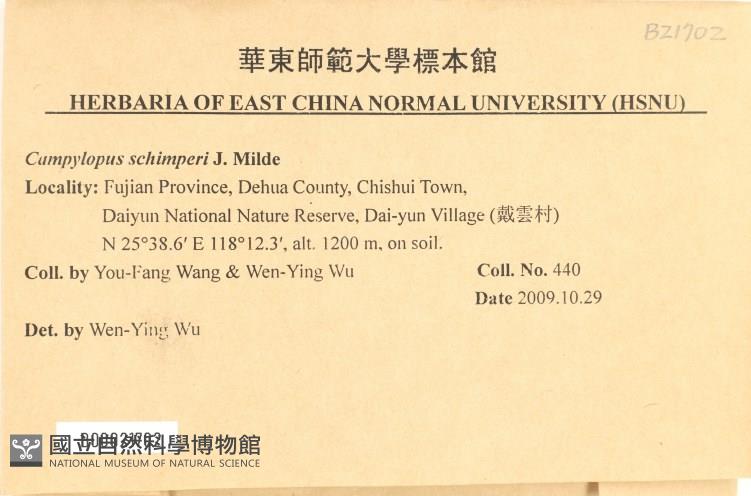 B21702
華東師範大學標本館
HERBARIA OF EAST CHINA NORMAL UNIVERSITY (HSNU)
Campylopus schimperi J. Milde
Locality: Fujian Province, Dehua County, Chishui Town,
Daiyun National Nature Reserve, Dai-yun Village (戴雲村)
N 25°38.6′ E 118°12.3′, alt. 1200 m, on soil.
Coll. by You-Fang Wang & Wen-Ying Wu
Coll. No. 440
Date 2009.10.29
Det. by Wen-Ying Wu
國立自然科學博物館
NATIONAL MUSEUM OF NATURAL SCIENCE